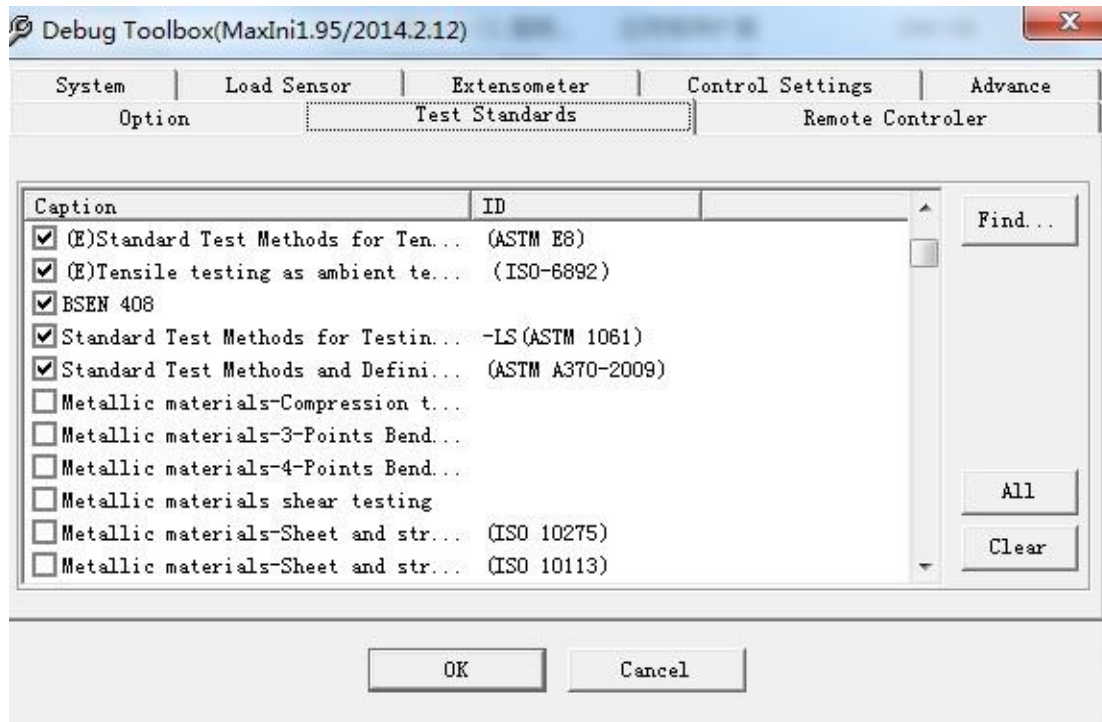 Debug Toolbox(MaxIni1.95/2014.2.12)
System Load Sensor Extensometer Control Settings Advance
Option Test Standards Remote Controler
Caption ID
Find...
(E)Standard Test Methods for Ten... (ASTM E8)
(E)Tensile testing as ambient te... (ISO-6892)
BSEN 408
Standard Test Methods for Testin... -LS(ASTM 1061)
Standard Test Methods and Defini... (ASTM A370-2009)
Metallic materials-Compression t...
Metallic materials-3-Points Bend...
Metallic materials-4-Points Bend...
Metallic materials shear testing
All
Metallic materials-Sheet and str... (ISO 10275)
Clear
Metallic materials-Sheet and str... (ISO 10113)
OK Cancel